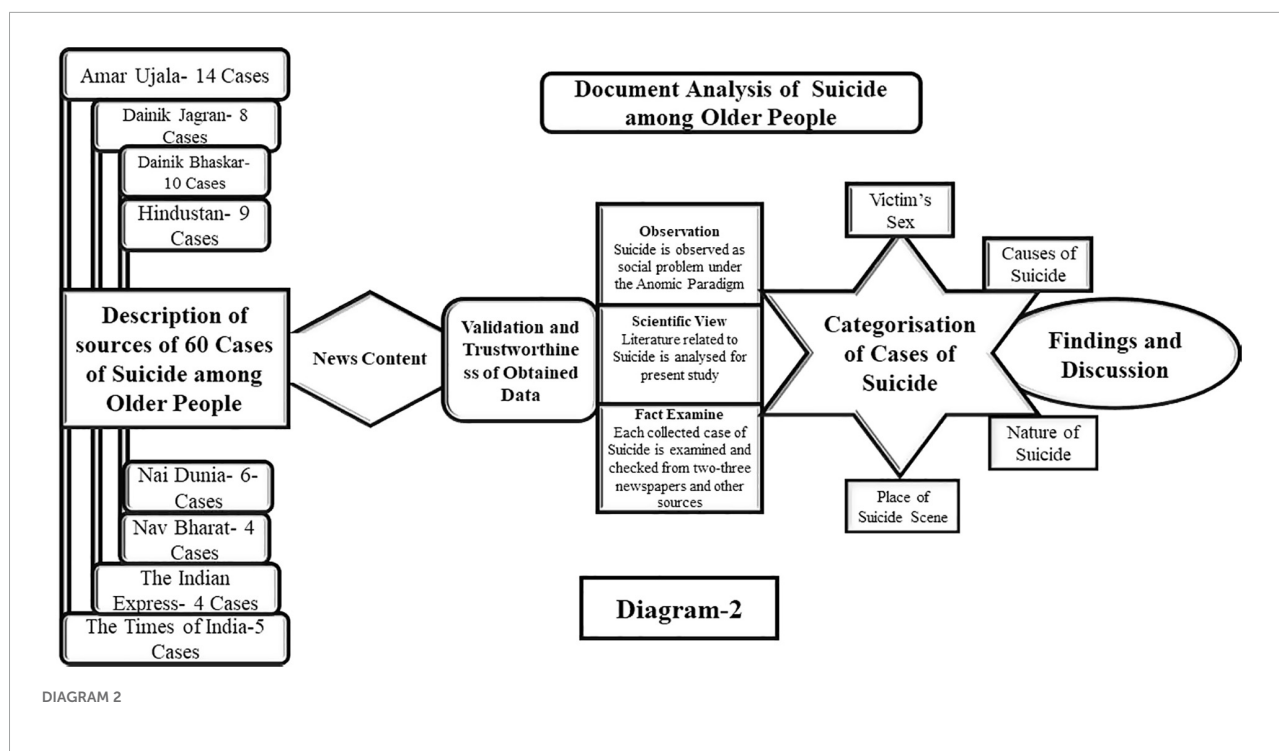 Amar Ujala- 14 Cases
Dainik Jagran- 8
Cases
Dainik Bhaskar-
10 Cases
Hindustan- 9
Cases
Description of
sources of 60 Cases
of Suicide among
Older People
Nai Dunia- 6-
Cases
Nav Bharat- 4
Cases
The Indian
Express- 4 Cases
The Times of India-5
Cases
Document Analysis of Suicide
among Older People
News Content
Validation and
Trustworthine
ss of Obtained
Data
Observation
Suicide is observed as
social problem under
the Anomic Paradigm
Scientific View
Literature related to
Suicide is analysed for
present study
Fact Examine
Each collected case of
Suicide is examined and
checked from two-three
newspapers and other
sources
Victim's
Sex
Causes of
Suicide
Categorisation
of Cases of
Suicide
Nature of
Suicide
Place of
Suicide Scene
Findings and
Discussion
Diagram-2
DIAGRAM 2